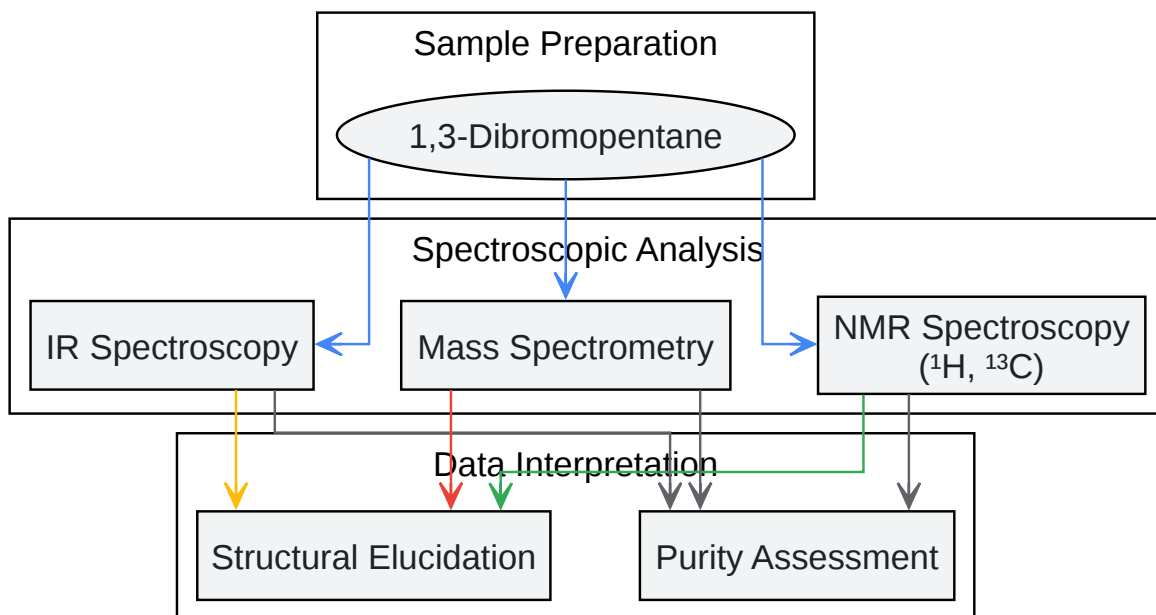 Sample Preparation
1,3-Dibromopentane
Spectroscopic Analysis
IR Spectroscopy
Mass Spectrometry
NMR Spectroscopy
(¹H, ¹³C)
Data Interpretation
Structural Elucidation
Purity Assessment